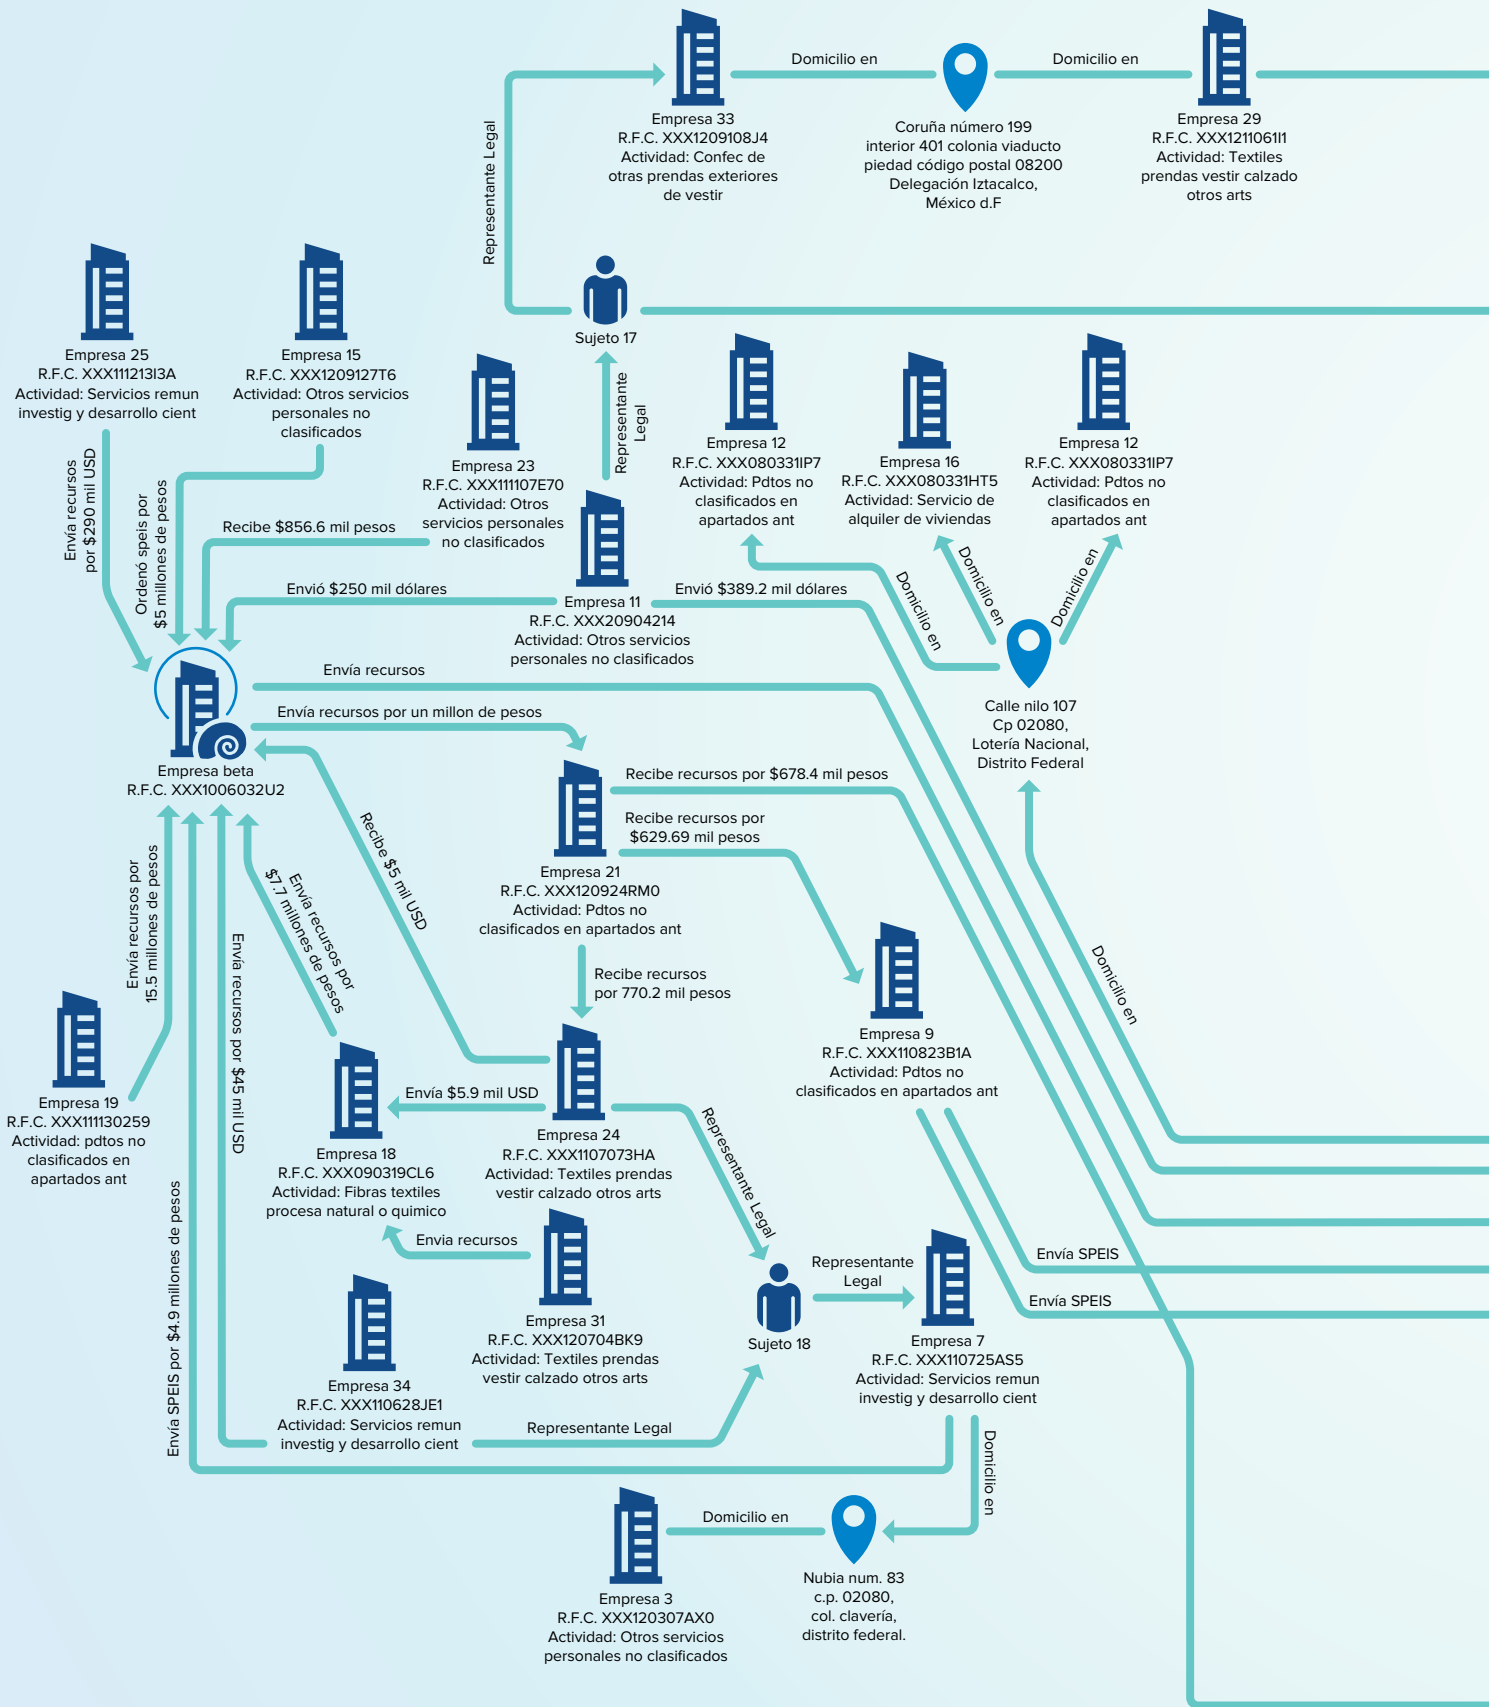 Domicilio en
Domicilio en
Empresa 33
R.F.C. XXX1209108J4
Actividad: Confec de
otras prendas exteriores
de vestir
Coruña número 199
interior 401 colonia viaducto
piedad código postal 08200
Delegación Iztacalco,
México d.F
Empresa 29
R.F.C. XXX1211061I1
Actividad: Textiles
prendas vestir calzado
otros arts
Representante Legal
Sujeto 17
Representante
Legal
Empresa 25
R.F.C. XXX111213I3A
Actividad: Servicios remun
investig y desarrollo cient
Empresa 15
R.F.C. XXX1209127T6
Actividad: Otros servicios
personales no
clasificados
Empresa 23
R.F.C. XXX111107E70
Actividad: Otros
servicios personales
no clasificados
Empresa 12
R.F.C. XXX080331IP7
Actividad: Pdtos no
clasificados en
apartados ant
Empresa 16
R.F.C. XXX080331HT5
Actividad: Servicio de
alquiler de viviendas
Empresa 12
R.F.C. XXX080331IP7
Actividad: Pdtos no
clasificados en
apartados ant
Envía recursos
por $290 mil USD
Ordenó speis por
$5 millones de pesos
Recibe $856.6 mil pesos
Envió $250 mil dólares
Empresa 11
R.F.C. XXX20904214
Actividad: Otros servicios
personales no clasificados
Envió $389.2 mil dólares
Domicilio en
Domicilio en
Domicilio en
Calle nilo 107
Cp 02080,
Lotería Nacional,
Distrito Federal
Envía recursos
Envía recursos por un millon de pesos
Empresa beta
R.F.C. XXX1006032U2
Recibe recursos por $678.4 mil pesos
Recibe recursos por
$629.69 mil pesos
Empresa 21
R.F.C. XXX120924RM0
Actividad: Pdtos no
clasificados en apartados ant
Recibe $5 mil USD
Envía recursos por
15.5 millones de pesos
Envía recursos por
$7.7 millones de pesos
Envía recursos por $45 mil USD
Recibe recursos
por 770.2 mil pesos
Domicilio en
Empresa 9
R.F.C. XXX110823B1A
Actividad: Pdtos no
clasificados en apartados ant
Empresa 19
R.F.C. XXX111130259
Actividad: pdtos no
clasificados en
apartados ant
Envía $5.9 mil USD
Empresa 18
R.F.C. XXX090319CL6
Actividad: Fibras textiles
procesa natural o quimico
Empresa 24
R.F.C. XXX1107073HA
Actividad: Textiles prendas
vestir calzado otros arts
Representante Legal
Envía SPEIS por $4.9 millones de pesos
Envia recursos
Representante
Legal
Envía SPEIS
Envía SPEIS
Empresa 31
R.F.C. XXX120704BK9
Actividad: Textiles prendas
vestir calzado otros arts
Sujeto 18
Empresa 7
R.F.C. XXX110725AS5
Actividad: Servicios remun
investig y desarrollo cient
Empresa 34
R.F.C. XXX110628JE1
Actividad: Servicios remun
investig y desarrollo cient
Representante Legal
Domicilio en
Domicilio en
Empresa 3
R.F.C. XXX120307AX0
Actividad: Otros servicios
personales no clasificados
Nubia num. 83
c.p. 02080,
col. clavería,
distrito federal.